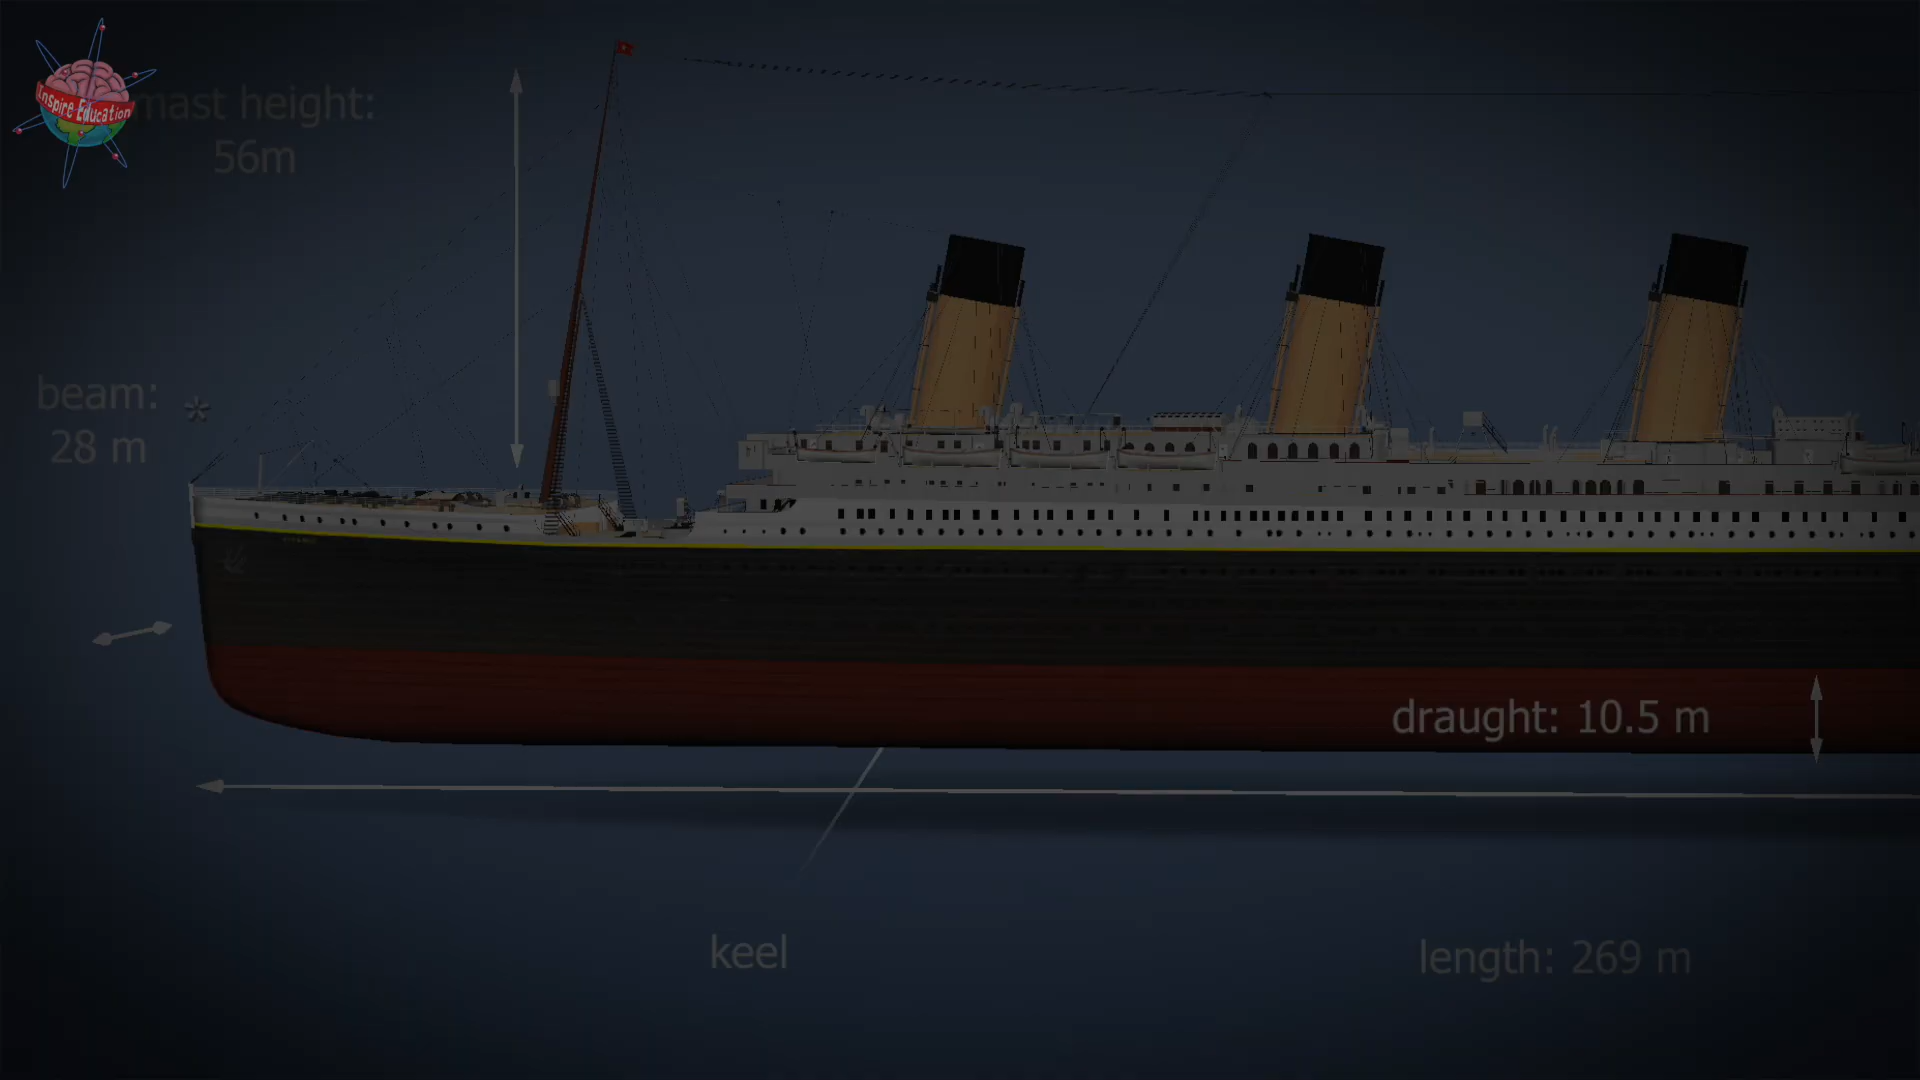 Inspire Education
mast height:
56m
beam:
28 m
draught: 10.5 m
keel
length: 269 m